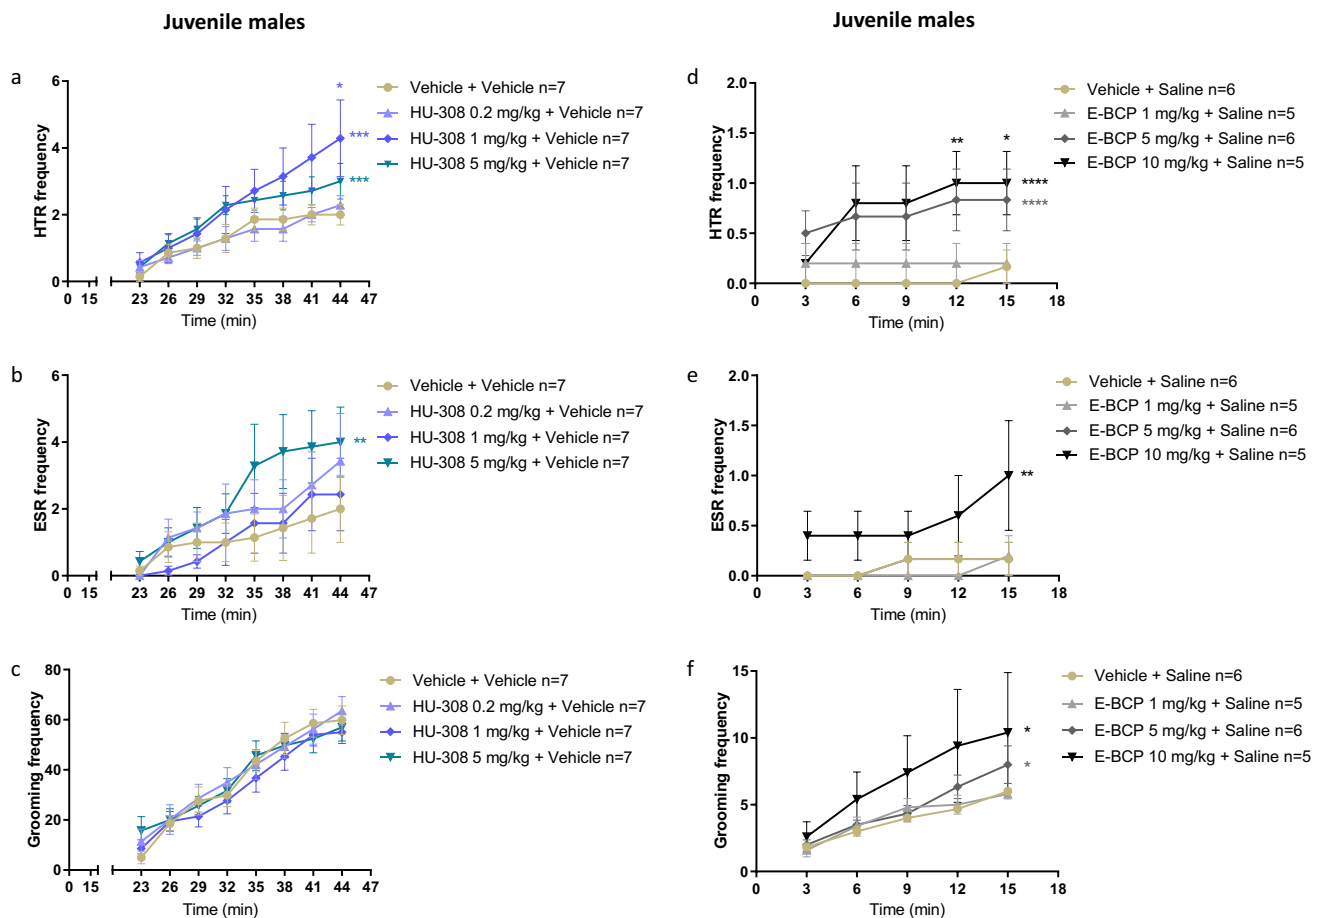 Juvenile males
a
HTR frequency
6
4
2
0
0 15 23 26 29 32 35 38 41 44 47
Time (min)
*
***
***
Vehicle + Vehicle n=7
HU-308 0.2 mg/kg + Vehicle n=7
HU-308 1 mg/kg + Vehicle n=7
HU-308 5 mg/kg + Vehicle n=7
b
ESR frequency
6
4
2
0
0 15 23 26 29 32 35 38 41 44 47
Time (min)
**
Vehicle + Vehicle n=7
HU-308 0.2 mg/kg + Vehicle n=7
HU-308 1 mg/kg + Vehicle n=7
HU-308 5 mg/kg + Vehicle n=7
c
Grooming frequency
80
60
40
20
0
0 15 23 26 29 32 35 38 41 44 47
Time (min)
Vehicle + Vehicle n=7
HU-308 0.2 mg/kg + Vehicle n=7
HU-308 1 mg/kg + Vehicle n=7
HU-308 5 mg/kg + Vehicle n=7
Juvenile males
d
HTR frequency
2.0
1.5
1.0
0.5
0.0
0 3 6 9 12 15 18
Time (min)
** *
****
****
Vehicle + Saline n=6
E-BCP 1 mg/kg + Saline n=5
E-BCP 5 mg/kg + Saline n=6
E-BCP 10 mg/kg + Saline n=5
e
ESR frequency
2.0
1.5
1.0
0.5
0.0
0 3 6 9 12 15 18
Time (min)
**
Vehicle + Saline n=6
E-BCP 1 mg/kg + Saline n=5
E-BCP 5 mg/kg + Saline n=6
E-BCP 10 mg/kg + Saline n=5
f
Grooming frequency
15
10
5
0
0 3 6 9 12 15 18
Time (min)
*
*
Vehicle + Saline n=6
E-BCP 1 mg/kg + Saline n=5
E-BCP 5 mg/kg + Saline n=6
E-BCP 10 mg/kg + Saline n=5